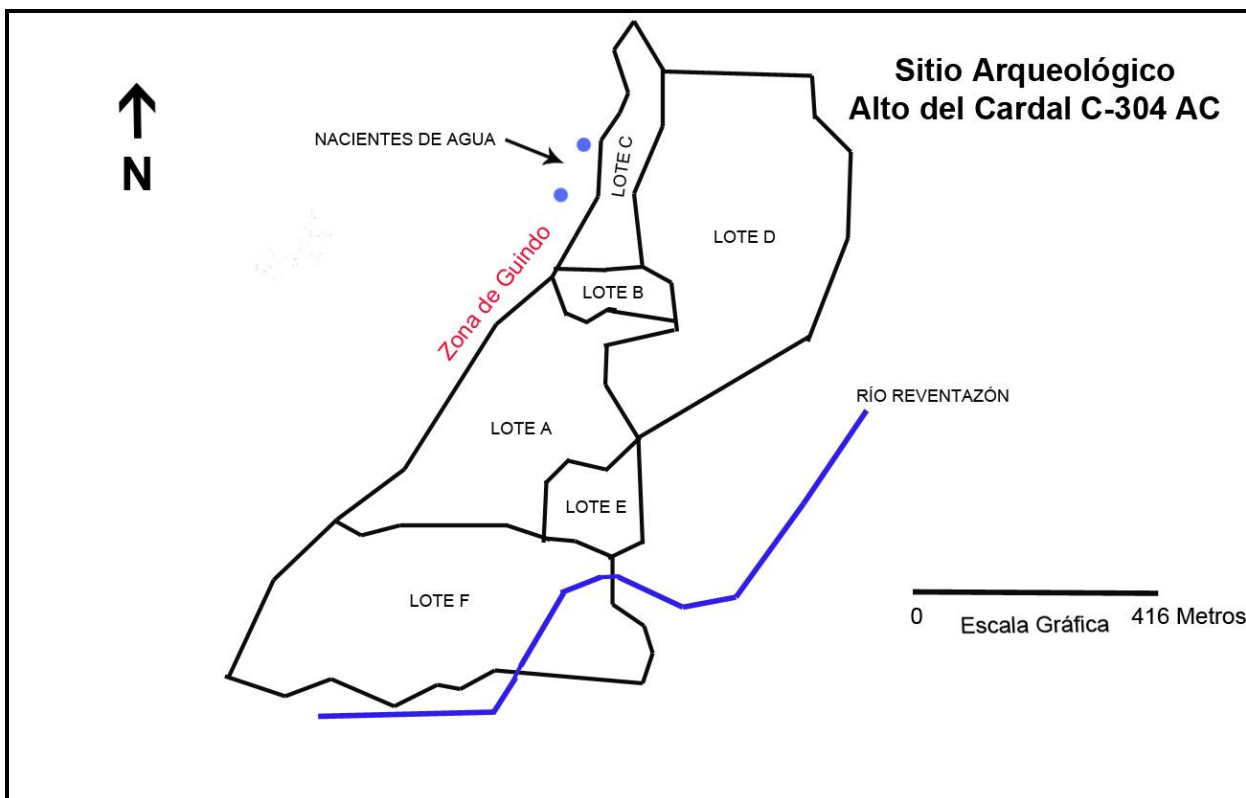 Sitio Arqueológico
Alto del Cardal C-304 AC
N
NACIENTES DE AGUA
LOTE C
LOTE D
Zona de Guindo
LOTE B
RÍO REVENTAZÓN
LOTE A
LOTE E
LOTE F
0 416 Metros
Escala Gráfica